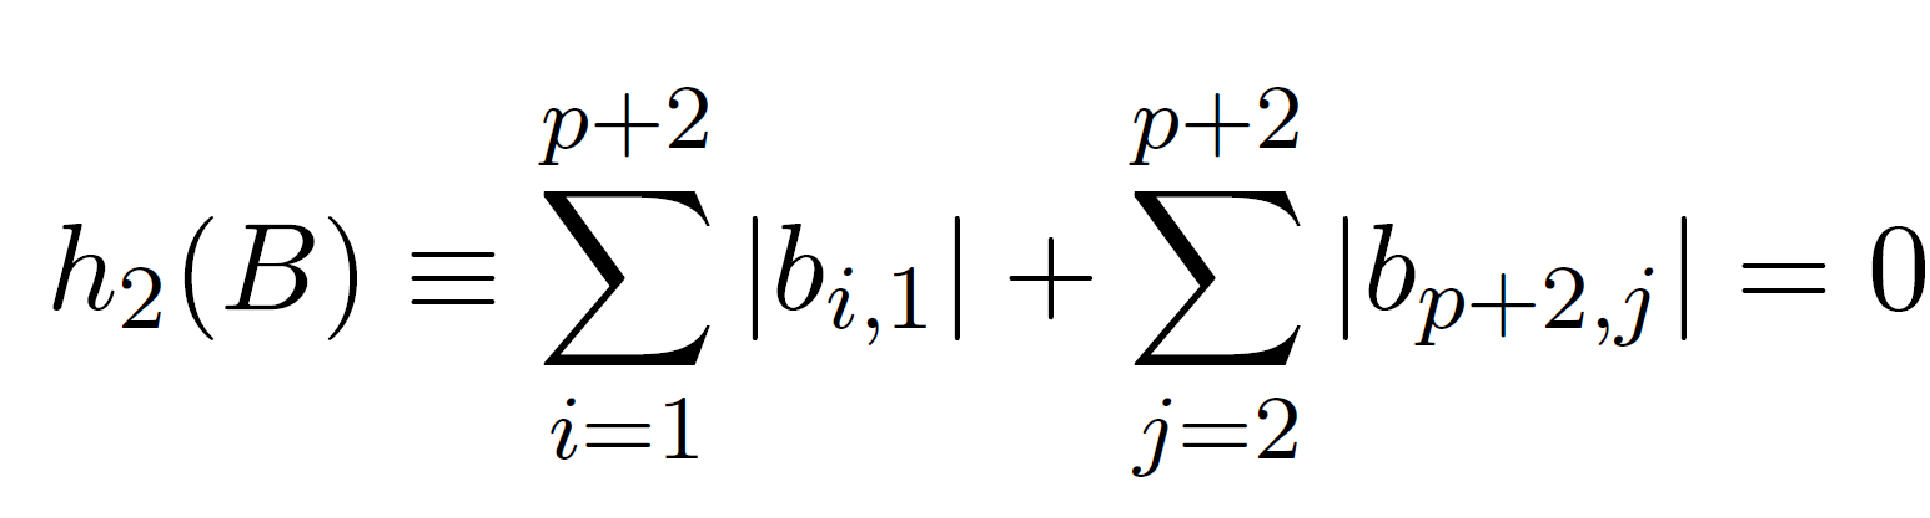 $h_2(B) \equiv \sum_{i=1}^{p+2} |b_{i,1}| + \sum_{j=2}^{p+2} |b_{p+2,j}| = 0$